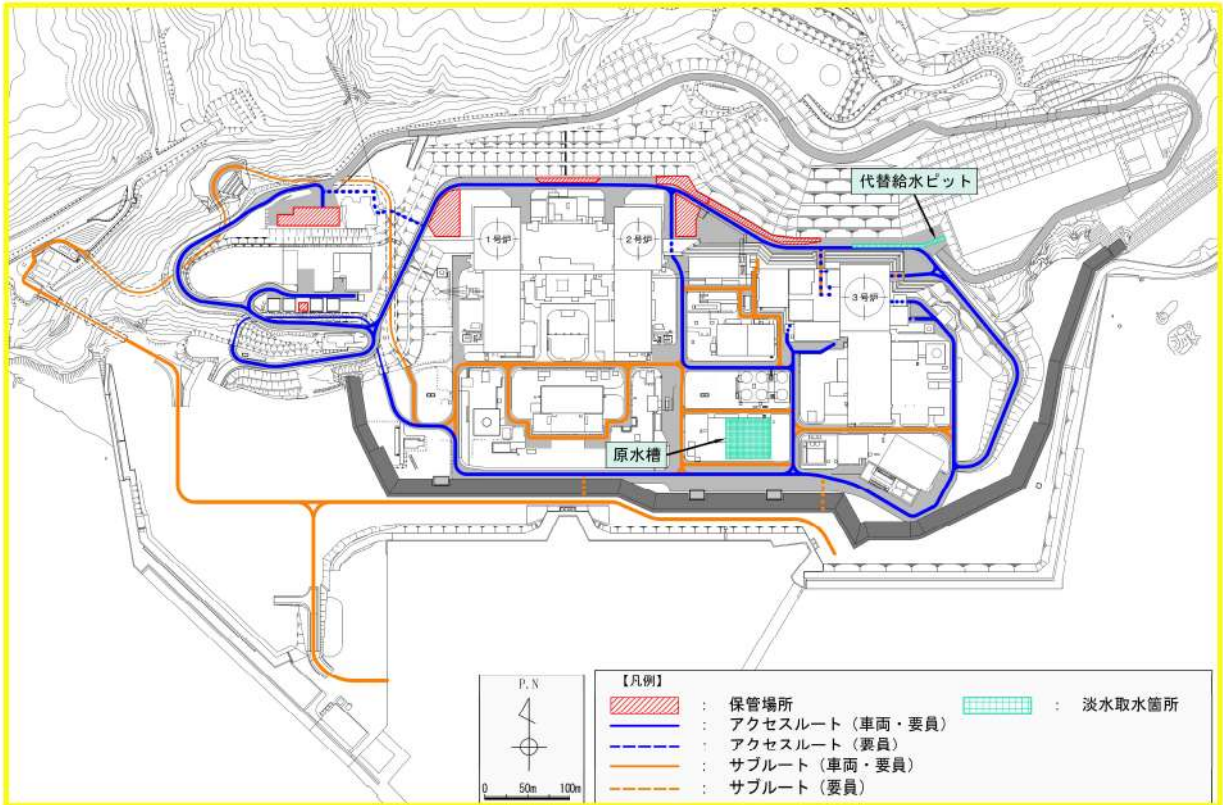 代替給水ピット
1号炉
2号炉
3号炉
原水槽
P.N
0 50m 100m
【凡例】
： 保管場所
： 淡水取水箇所
： アクセスルート（車両・要員）
： アクセスルート（要員）
： サブルート（車両・要員）
： サブルート（要員）